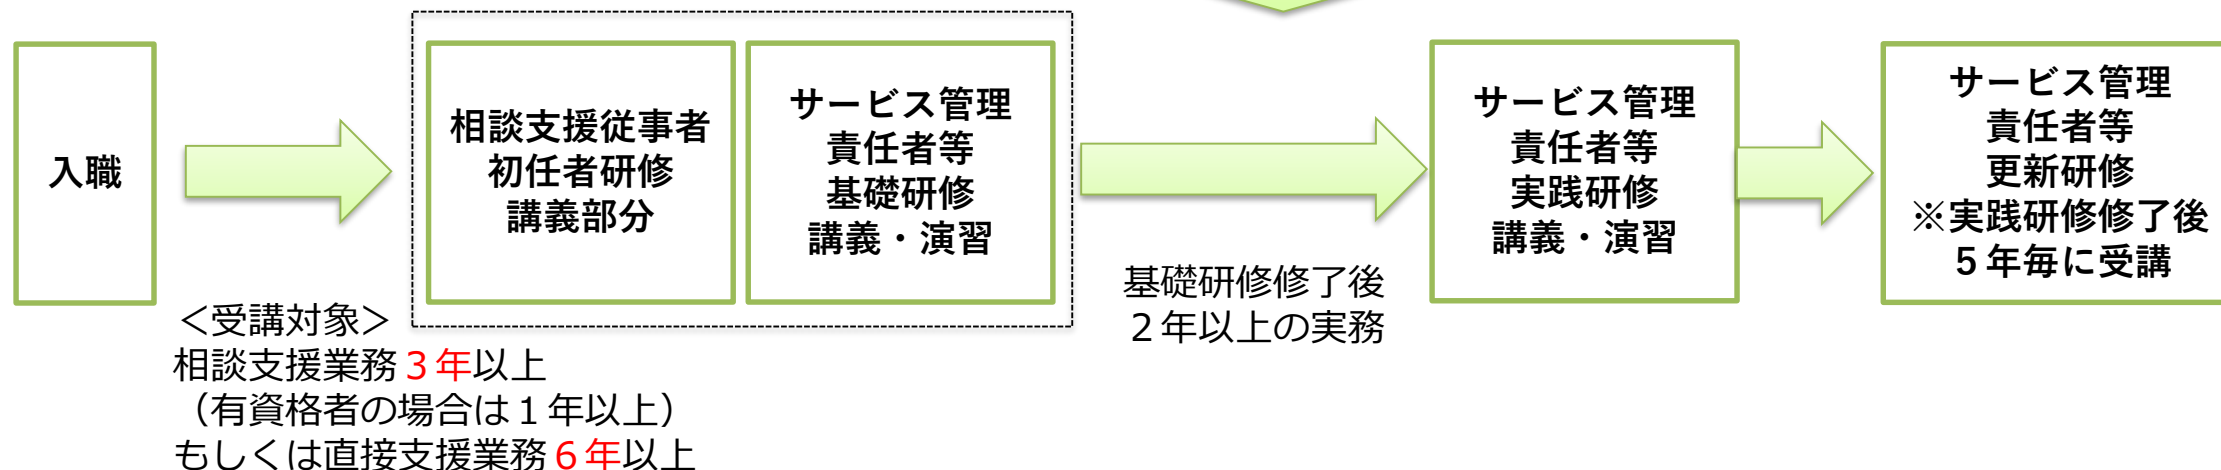 入職
＜受講対象＞
相談支援業務３年以上
（有資格者の場合は１年以上）
もしくは直接支援業務６年以上
相談支援従事者
初任者研修
講義部分
サービス管理
責任者等
基礎研修
講義・演習
基礎研修修了後
２年以上の実務
サービス管理
責任者等
実践研修
講義・演習
サービス管理
責任者等
更新研修
※実践研修修了後
５年毎に受講